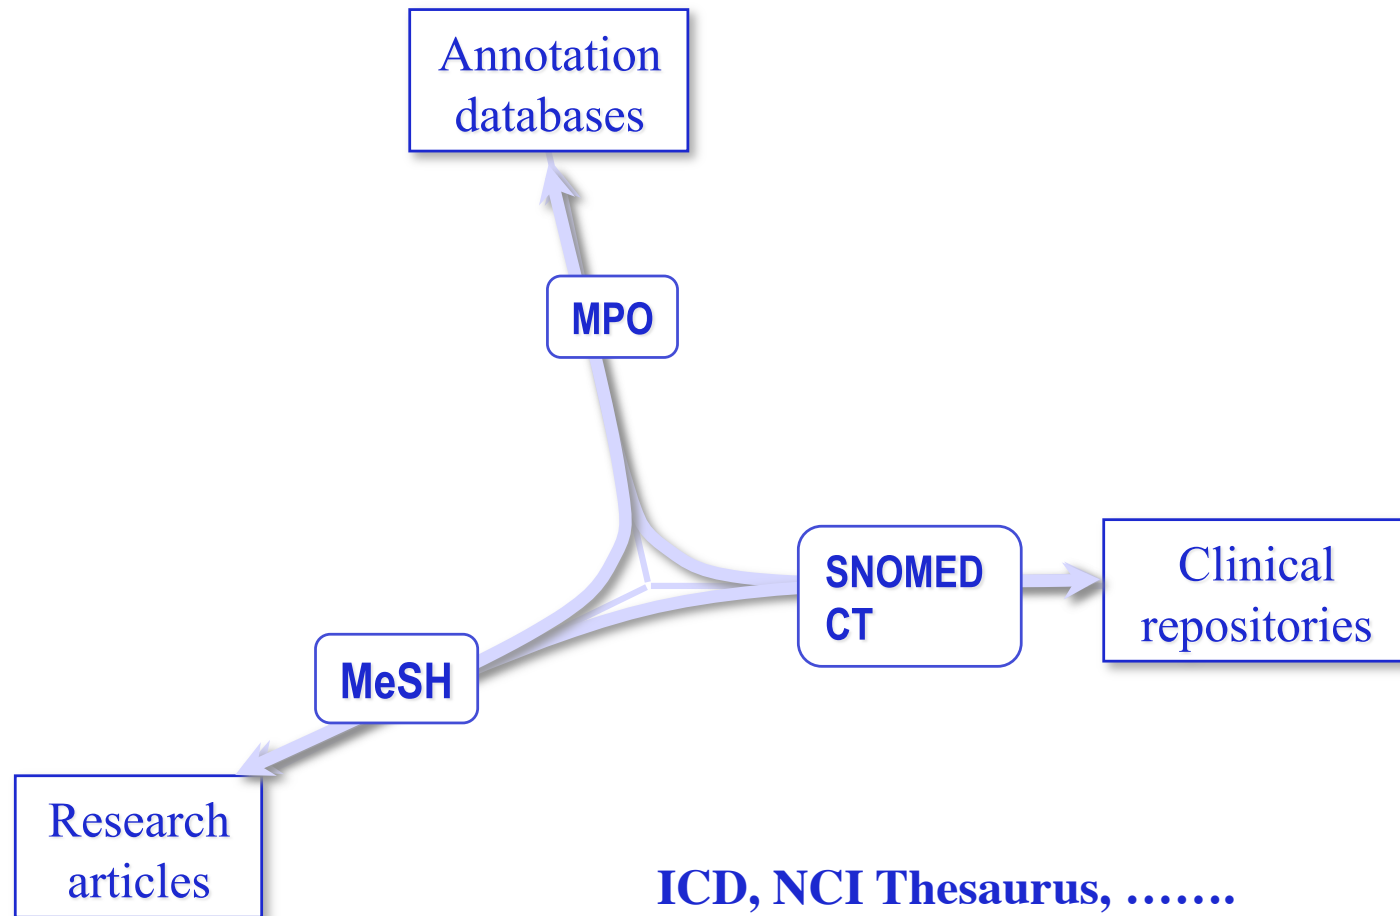 Annotation
databases
MPO
SNOMED
CT
Clinical
repositories
MeSH
Research
articles
ICD, NCI Thesaurus, …….